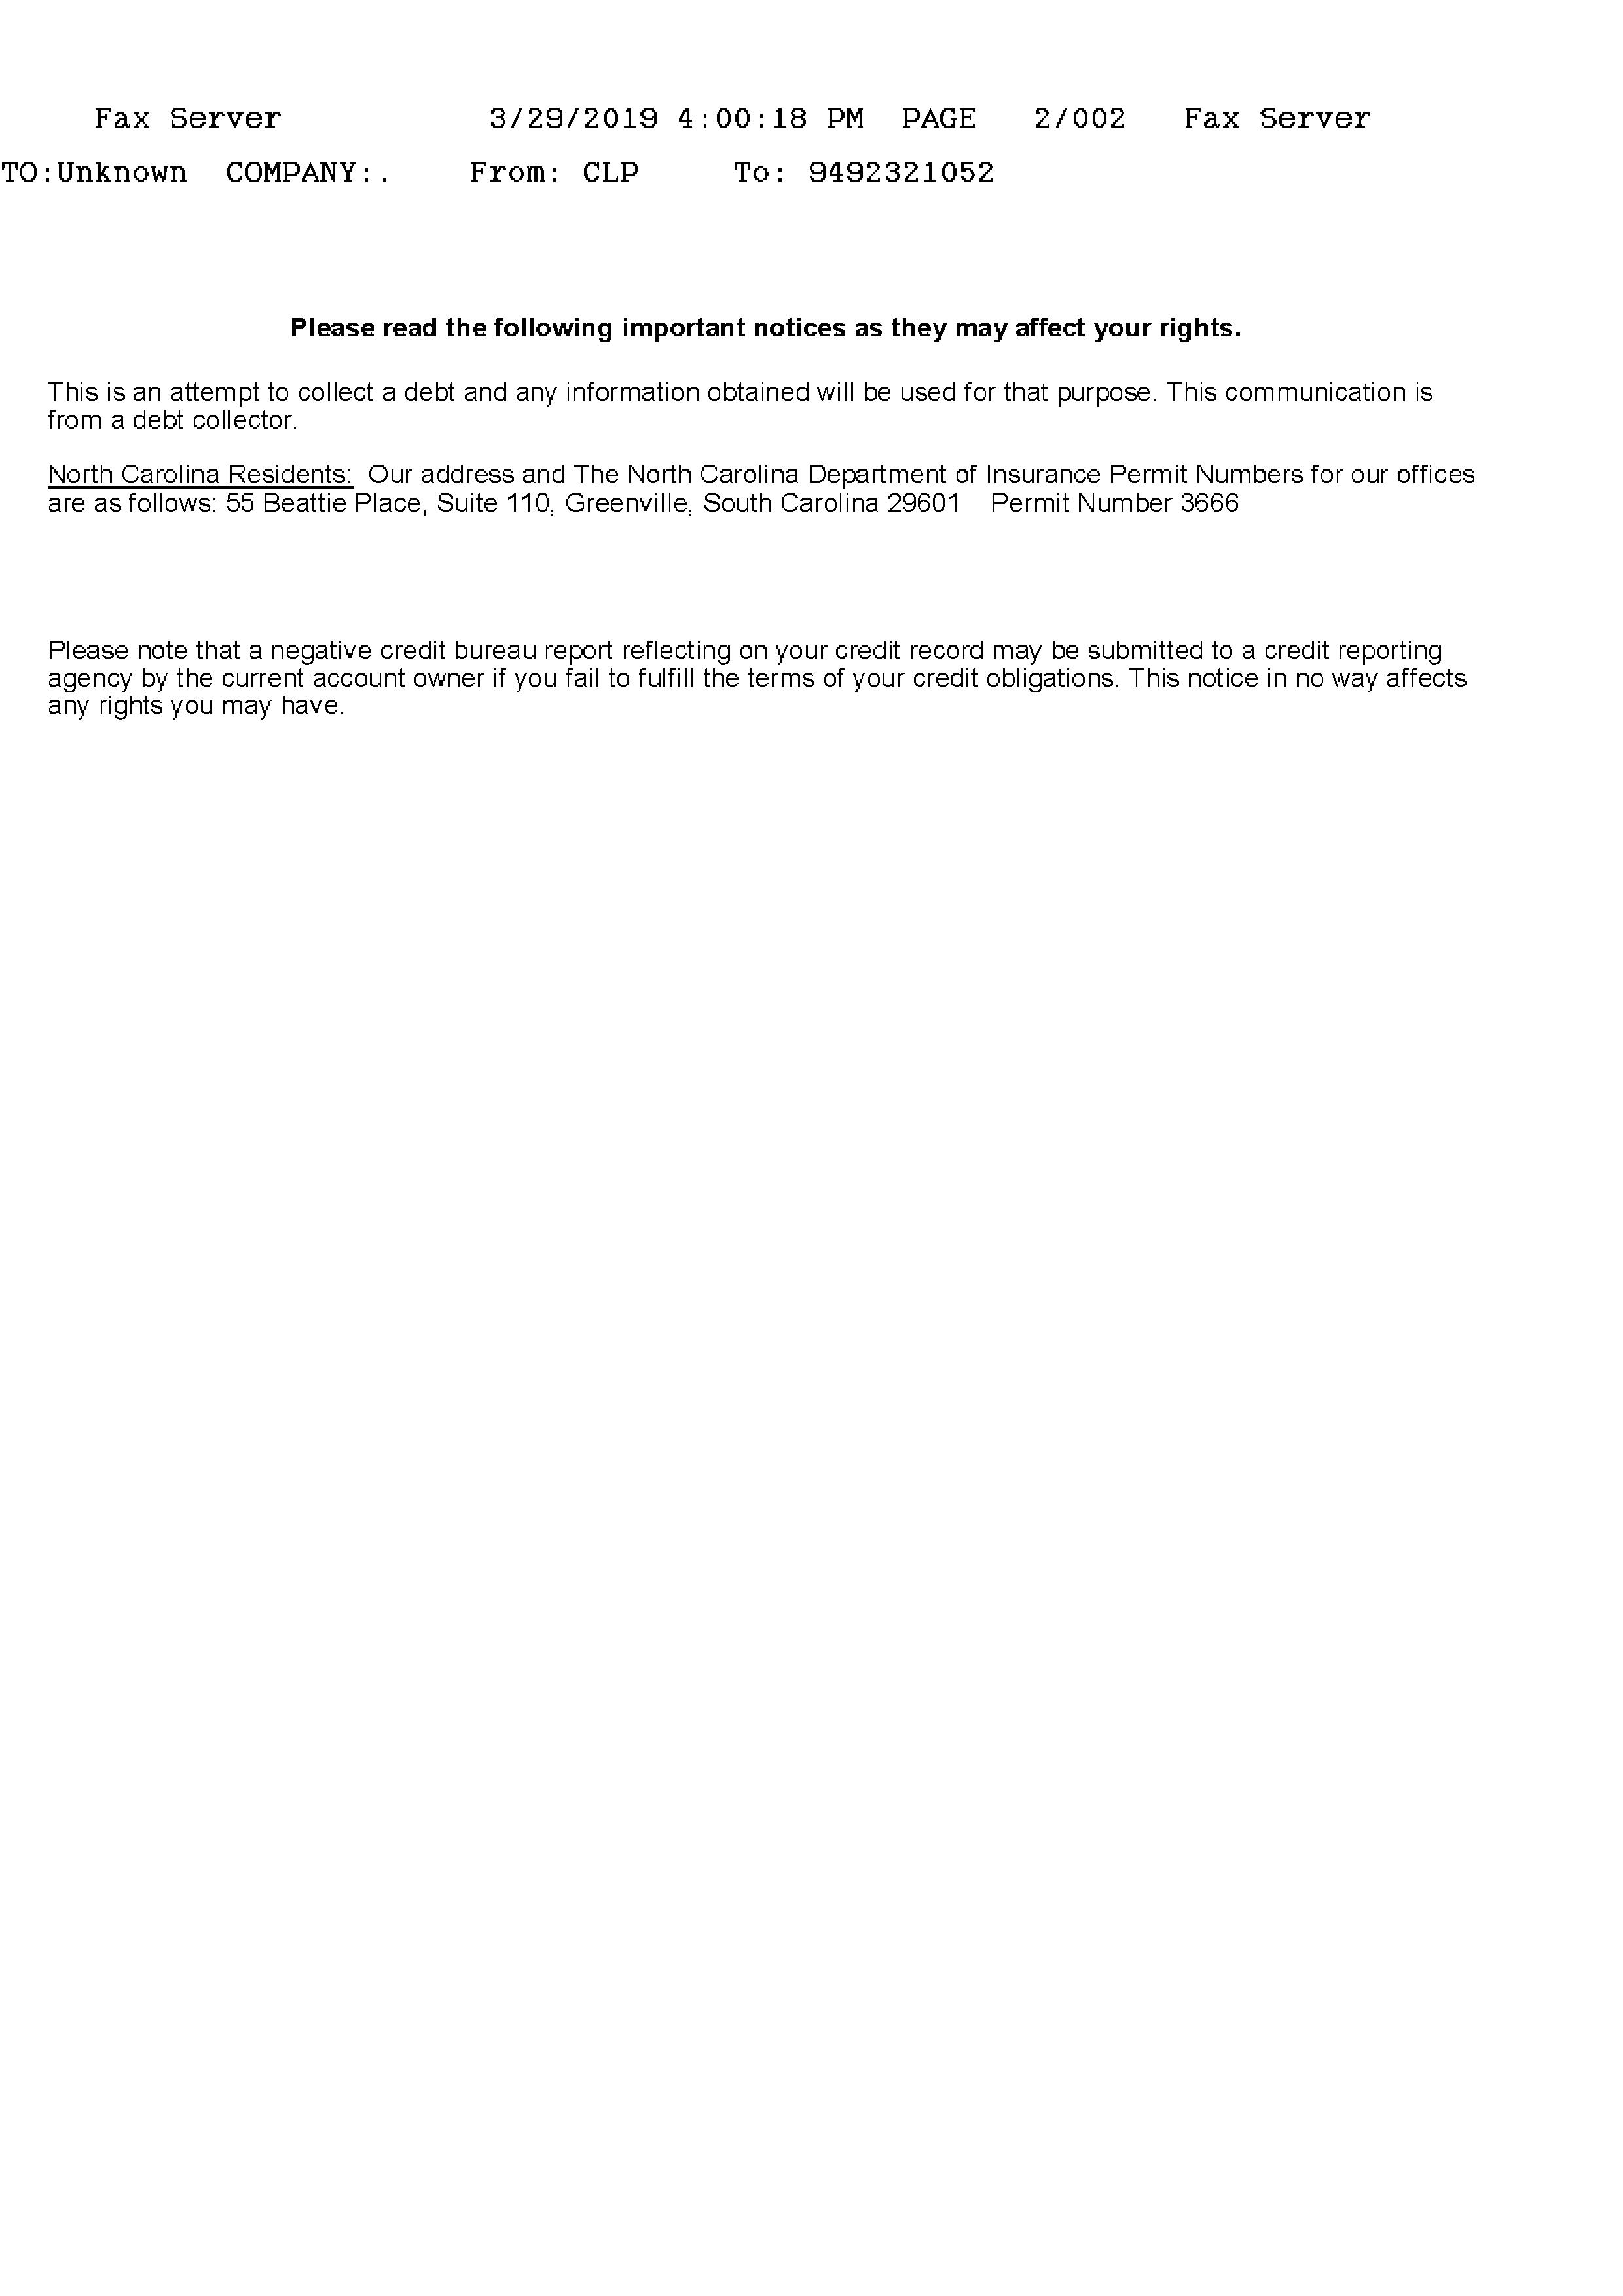 Fax Server 3/29/2019 4:00:18 PM PAGE 2/002 Fax Server
TO:Unknown COMPANY:. From: CLP To: 9492321052
Please read the following important notices as they may affect your rights.
This is an attempt to collect a debt and any information obtained will be used for that purpose. This communication is
from a debt collector.
North Carolina Residents: Our address and The North Carolina Department of Insurance Permit Numbers for our offices
are as follows: 55 Beattie Place, Suite 110, Greenville, South Carolina 29601 Permit Number 3666
Please note that a negative credit bureau report reflecting on your credit record may be submitted to a credit reporting
agency by the current account owner if you fail to fulfill the terms of your credit obligations. This notice in no way affects
any rights you may have.